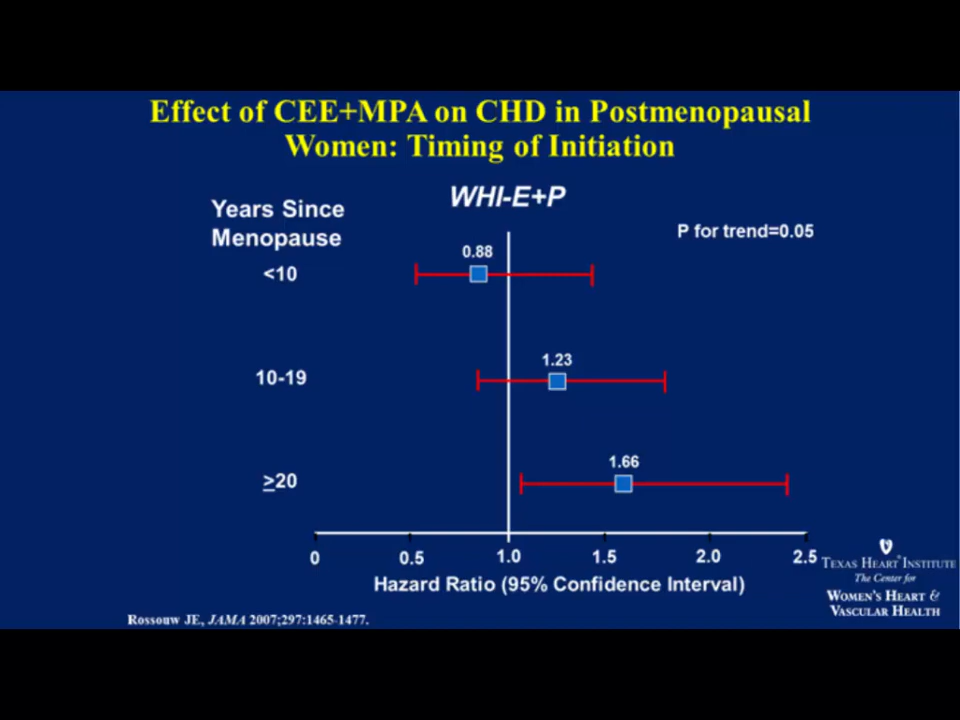 Effect of CEE+MPA on CHD in Postmenopausal
Women: Timing of Initiation
WHI-E+P
Years Since
Menopause
P for trend=0.05
0.88
<10
1.23
10-19
1.66
≥20
0 0.5 1.0 1.5 2.0 2.5
Hazard Ratio (95% Confidence Interval)
TEXAS HEART® INSTITUTE
The Center for
WOMEN'S HEART &
VASCULAR HEALTH
Rossouw JE, JAMA 2007;297:1465-1477.